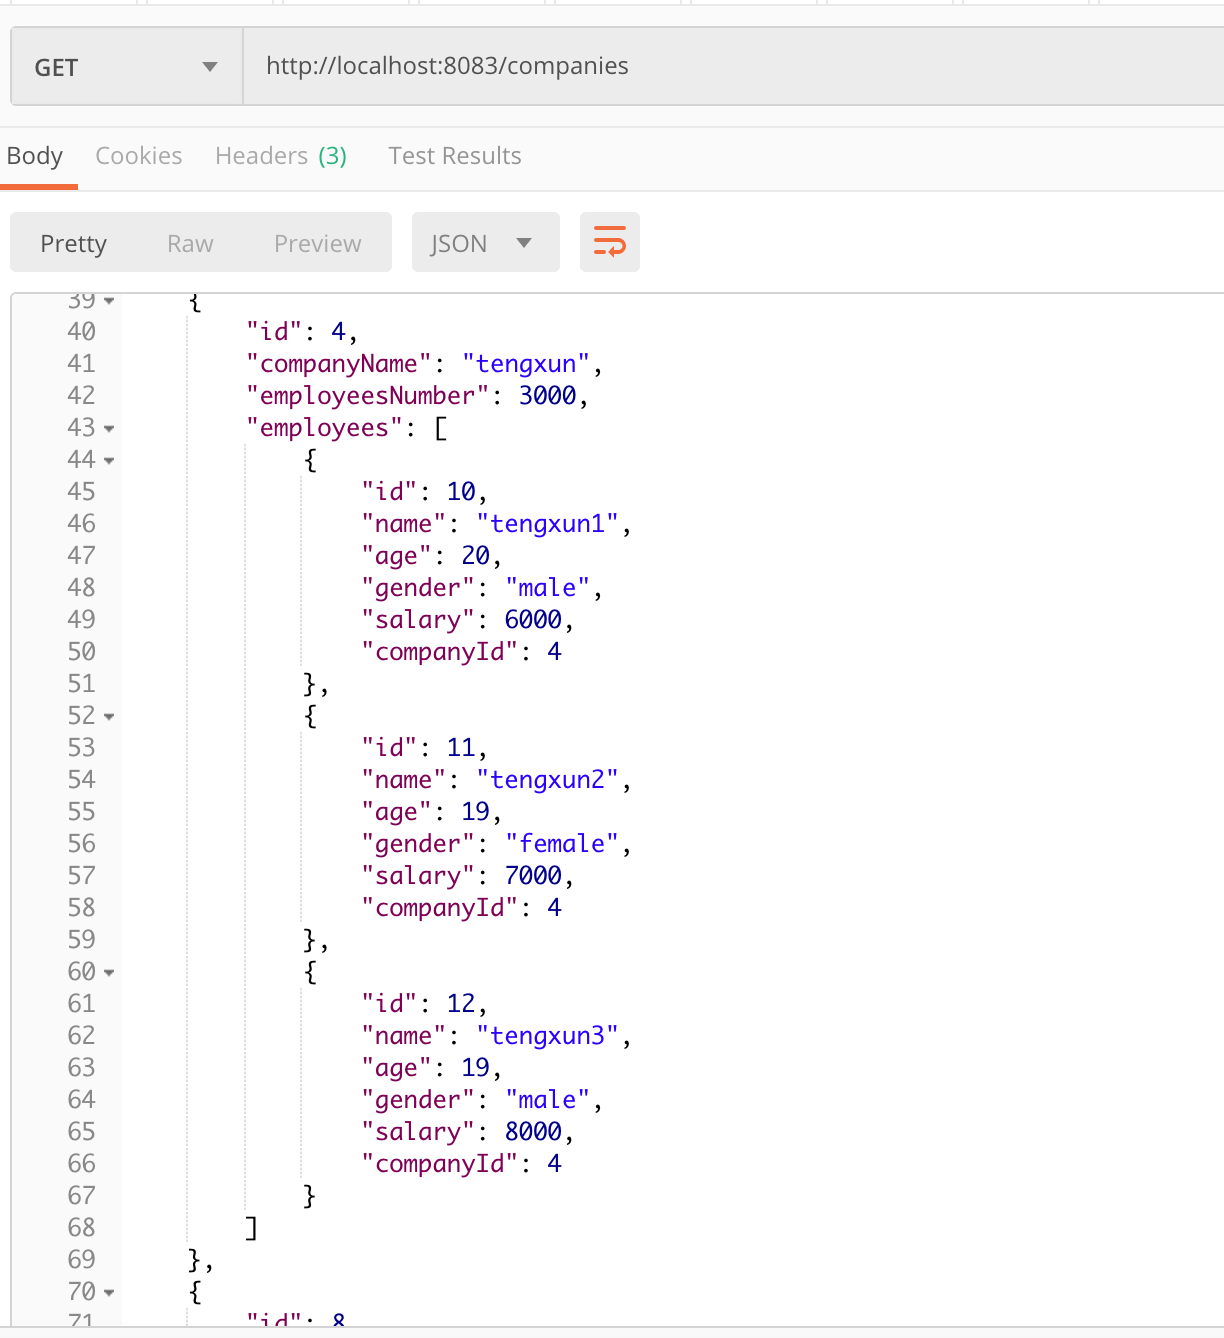 GET http://localhost:8083/companies
Body Cookies Headers (3) Test Results
Pretty Raw Preview JSON
39 {
40 "id": 4,
41 "companyName": "tengxun",
42 "employeesNumber": 3000,
43 "employees": [
44 {
45 "id": 10,
46 "name": "tengxun1",
47 "age": 20,
48 "gender": "male",
49 "salary": 6000,
50 "companyId": 4
51 },
52 {
53 "id": 11,
54 "name": "tengxun2",
55 "age": 19,
56 "gender": "female",
57 "salary": 7000,
58 "companyId": 4
59 },
60 {
61 "id": 12,
62 "name": "tengxun3",
63 "age": 19,
64 "gender": "male",
65 "salary": 8000,
66 "companyId": 4
67 }
68 ]
69 },
70 {
71 "id": 8